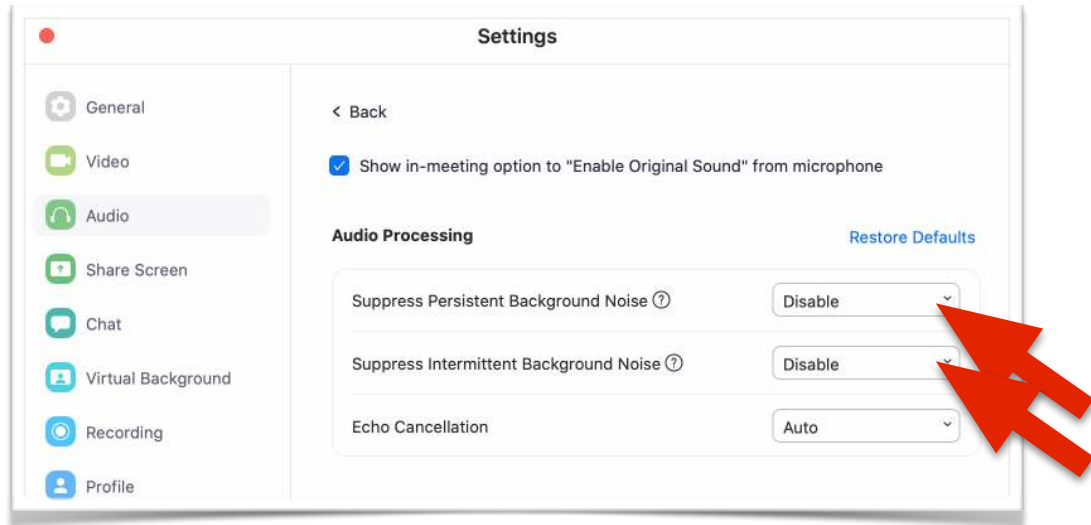 Settings
General
Video
Audio
Share Screen
Chat
Virtual Background
Recording
Profile
< Back
Show in-meeting option to "Enable Original Sound" from microphone
Audio Processing
Restore Defaults
Suppress Persistent Background Noise ? Disable
Suppress Intermittent Background Noise ? Disable
Echo Cancellation Auto